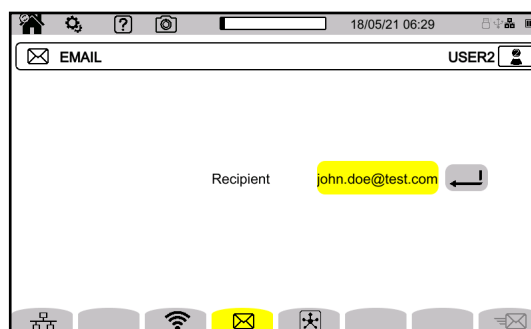 ?
18/05/21 06:29
EMAIL
USER2
Recipient
john.doe@test.com